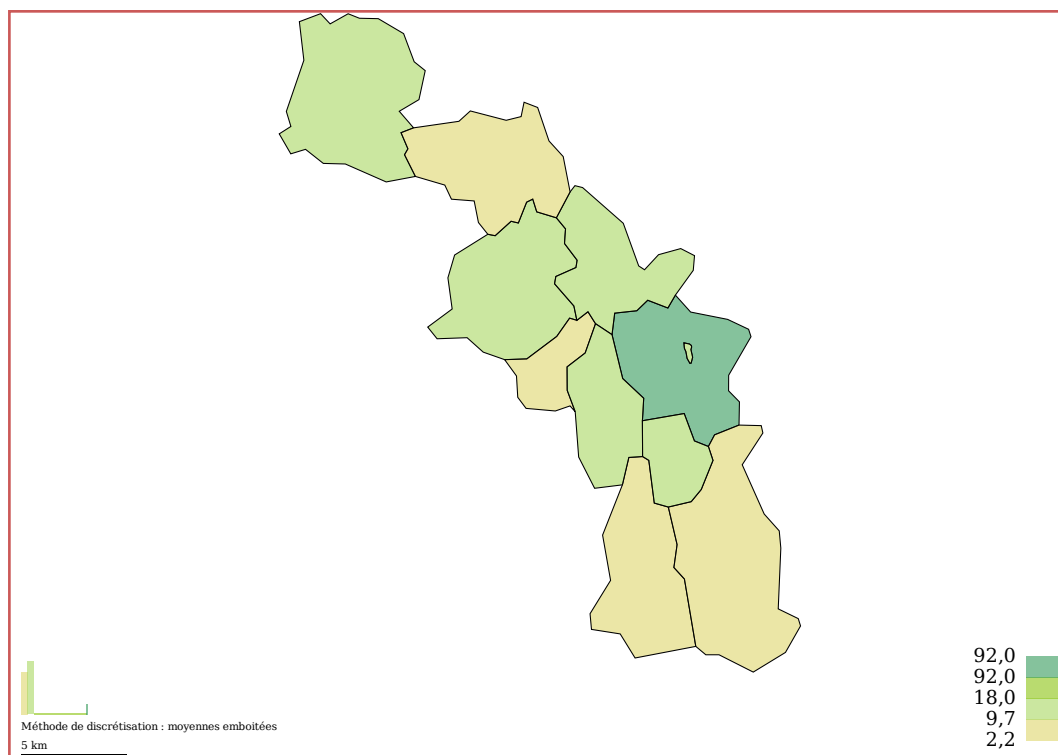 92,0
92,0
18,0
9,7
2,2
Méthode de discrétisation : moyennes emboitées
5 km